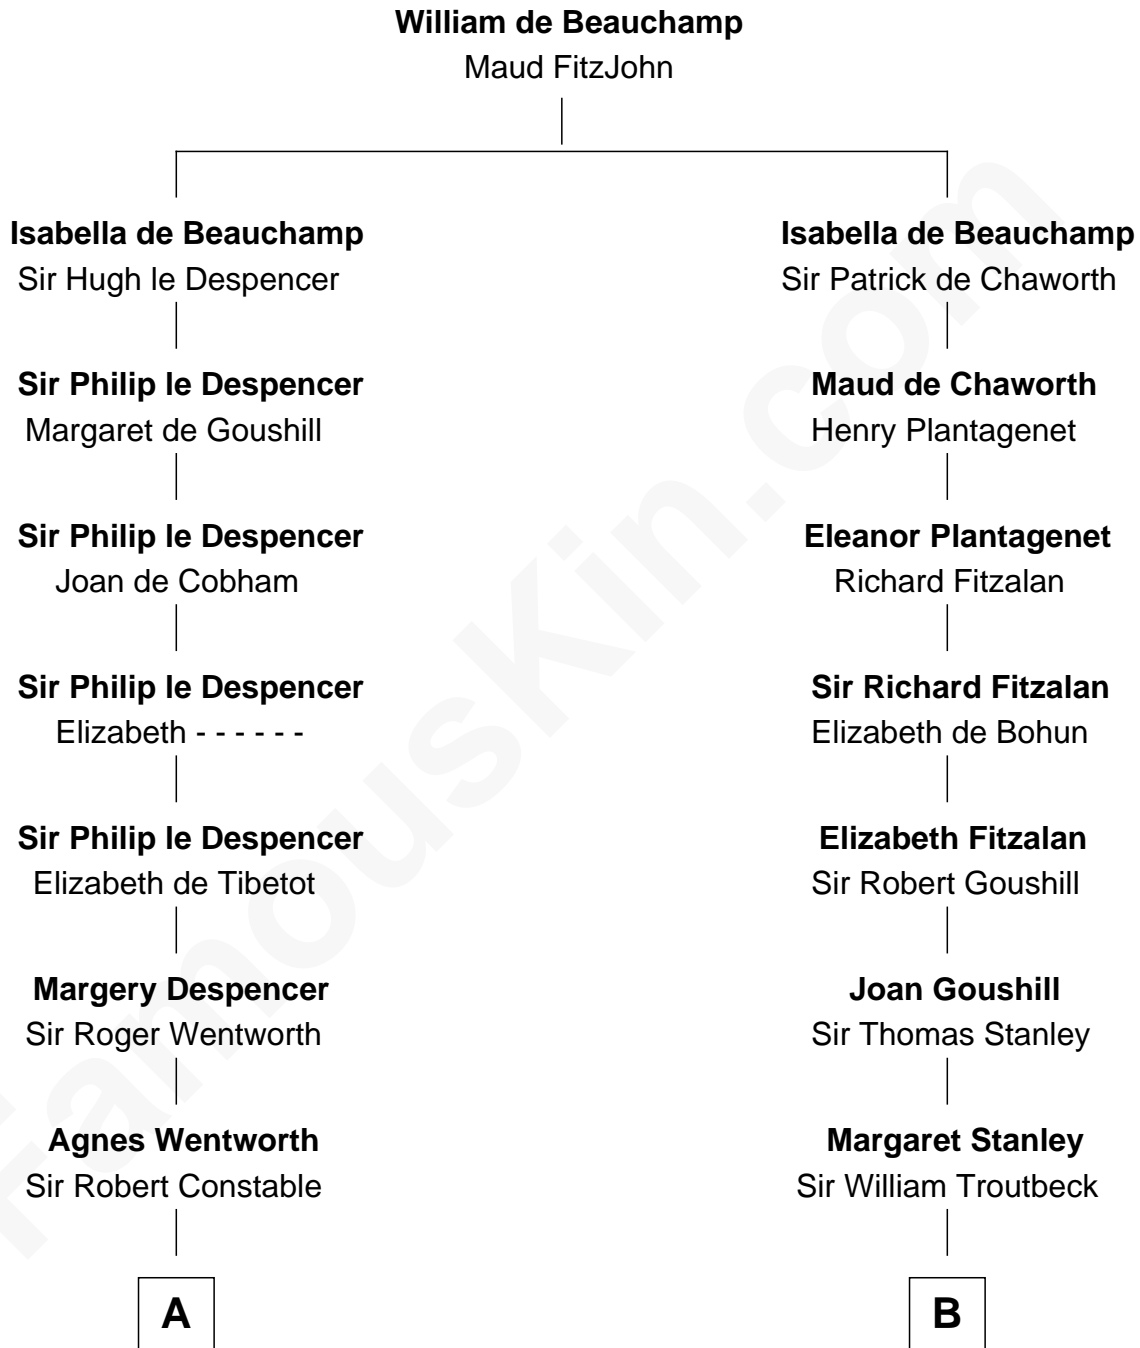 William de Beauchamp
Maud FitzJohn
Isabella de Beauchamp
Sir Hugh le Despencer
Isabella de Beauchamp
Sir Patrick de Chaworth
Sir Philip le Despencer
Margaret de Goushill
Maud de Chaworth
Henry Plantagenet
Sir Philip le Despencer
Joan de Cobham
Eleanor Plantagenet
Richard Fitzalan
Sir Philip le Despencer
Elizabeth - - - - - -
Sir Richard Fitzalan
Elizabeth de Bohun
Sir Philip le Despencer
Elizabeth de Tibetot
Elizabeth Fitzalan
Sir Robert Goushill
Margery Despencer
Sir Roger Wentworth
Joan Goushill
Sir Thomas Stanley
Agnes Wentworth
Sir Robert Constable
Margaret Stanley
Sir William Troutbeck
A
B
FamousKin.com